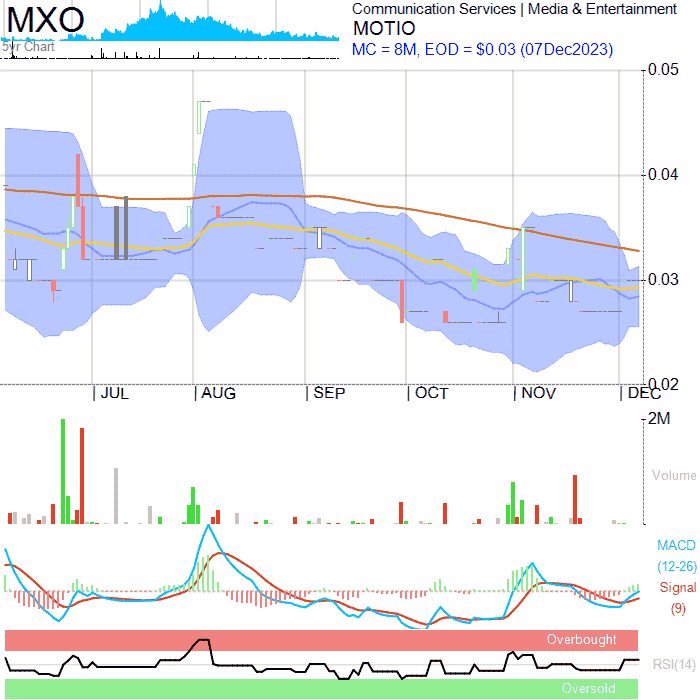 MXO
Communication Services | Media & Entertainment
MOTIO
5yr Chart
MC = 8M, EOD = $0.03 (07Dec2023)
0.05
0.04
0.03
0.02
JUL AUG SEP OCT NOV DEC
2M
Volume
MACD
(12-26)
Signal
(9)
Overbought
RSI(14)
Oversold